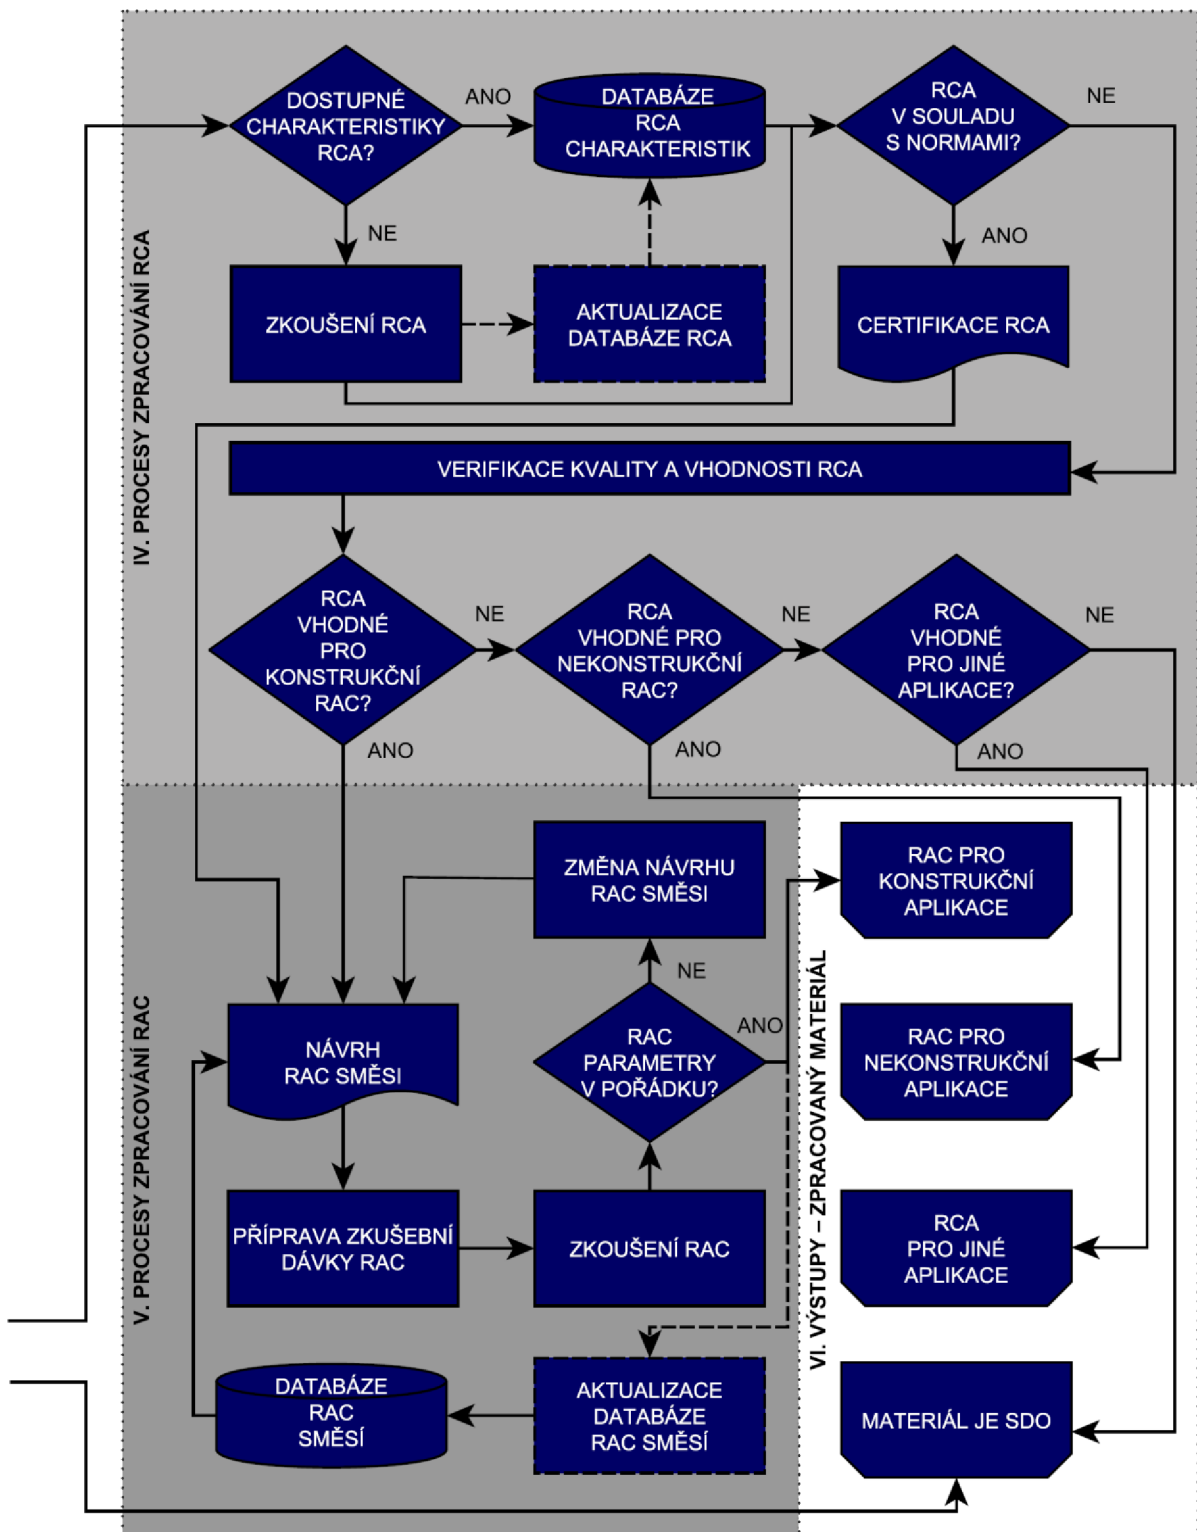 IV. PROCESY ZPRACOVÁNÍ RCA
DOSTUPNÉ
CHARAKTERISTIKY
RCA?
ANO
DATABÁZE
RCA
CHARAKTERISTIK
RCA
V SOULADU
S NORMAMI?
NE
NE
ANO
ZKOUŠENÍ RCA
AKTUALIZACE
DATABÁZE RCA
CERTIFIKACE RCA
VERIFIKACE KVALITY A VHODNOSTI RCA
RCA
VHODNÉ
PRO
KONSTRUKČNÍ
RAC?
NE
RCA
VHODNÉ PRO
NEKONSTRUKČNÍ
RAC?
NE
RCA
VHODNÉ
PRO JINÉ
APLIKACE?
NE
ANO
ANO
ANO
V. PROCESY ZPRACOVÁNÍ RAC
ZMĚNA NÁVRHU
RAC SMĚSI
NE
NÁVRH
RAC SMĚSI
RAC
PARAMETRY
V POŘÁDKU?
ANO
PŘÍPRAVA ZKUŠEBNÍ
DÁVKY RAC
ZKOUŠENÍ RAC
DATABÁZE
RAC
SMĚSÍ
AKTUALIZACE
DATABÁZE
RAC SMĚSÍ
VI. VÝSTUPY – ZPRACOVANÝ MATERIÁL
RAC PRO
KONSTRUKČNÍ
APLIKACE
RAC PRO
NEKONSTRUKČNÍ
APLIKACE
RCA
PRO JINÉ
APLIKACE
MATERIÁL JE SDO